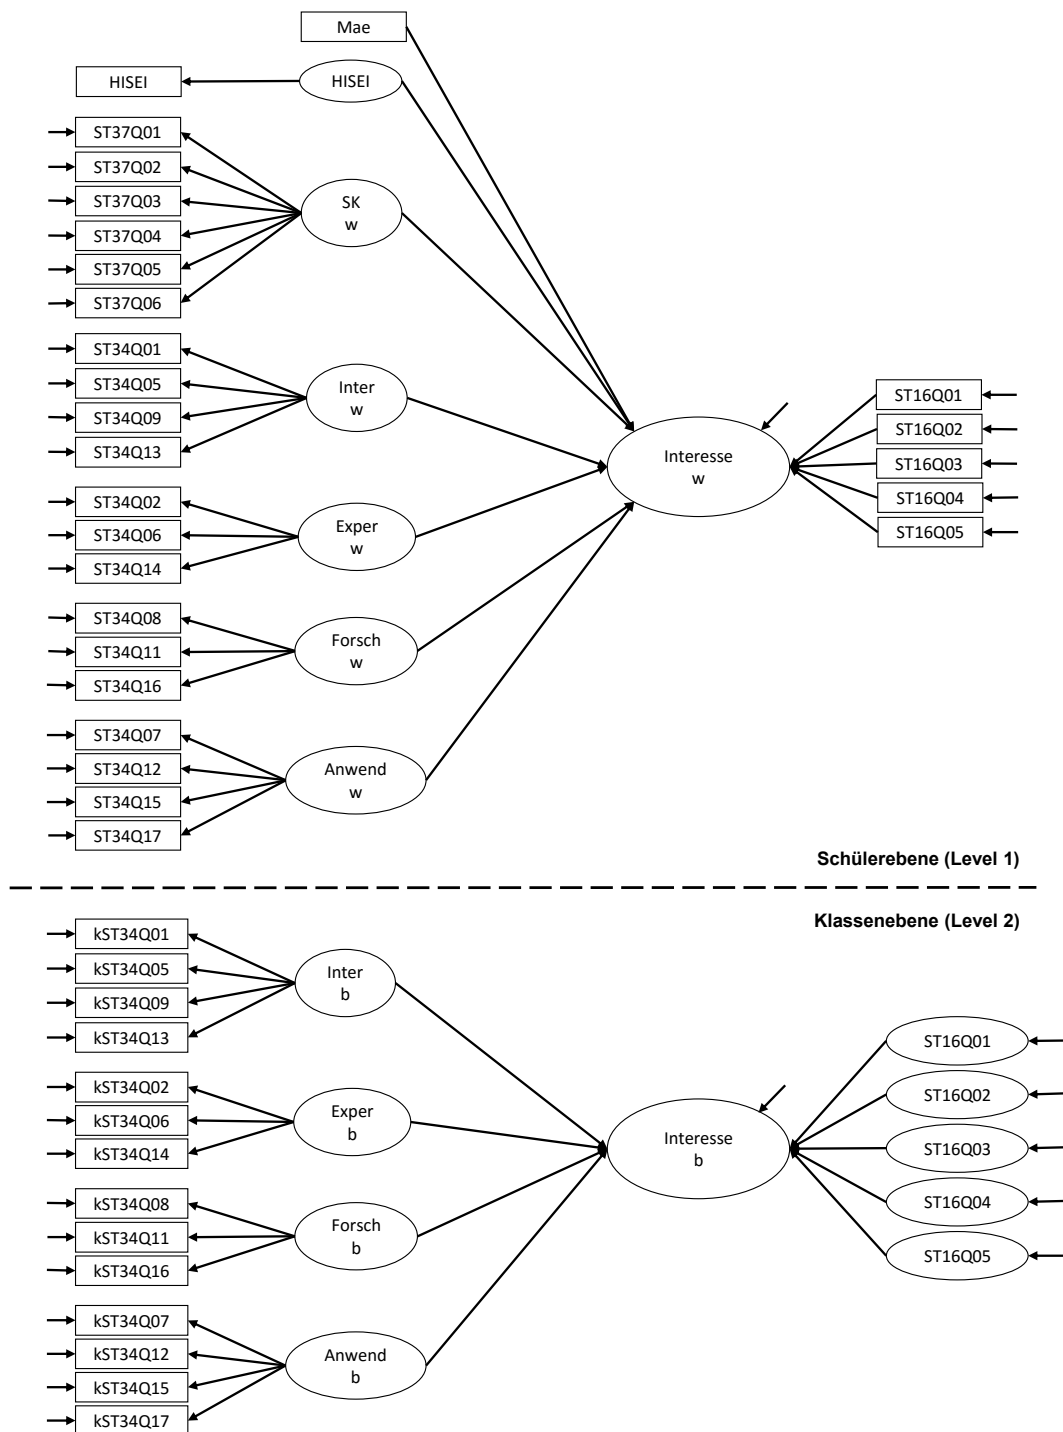 Mae
HISEI
HISEI
ST37Q01
ST37Q02
ST37Q03
ST37Q04
ST37Q05
ST37Q06
SK
w
ST34Q01
ST34Q05
ST34Q09
ST34Q13
Inter
w
ST34Q02
ST34Q06
ST34Q14
Exper
w
ST34Q08
ST34Q11
ST34Q16
Forsch
w
ST34Q07
ST34Q12
ST34Q15
ST34Q17
Anwend
w
Interesse
w
ST16Q01
ST16Q02
ST16Q03
ST16Q04
ST16Q05
Schülerebene (Level 1)
Klassenebene (Level 2)
kST34Q01
kST34Q05
kST34Q09
kST34Q13
Inter
b
kST34Q02
kST34Q06
kST34Q14
Exper
b
kST34Q08
kST34Q11
kST34Q16
Forsch
b
kST34Q07
kST34Q12
kST34Q15
kST34Q17
Anwend
b
Interesse
b
ST16Q01
ST16Q02
ST16Q03
ST16Q04
ST16Q05